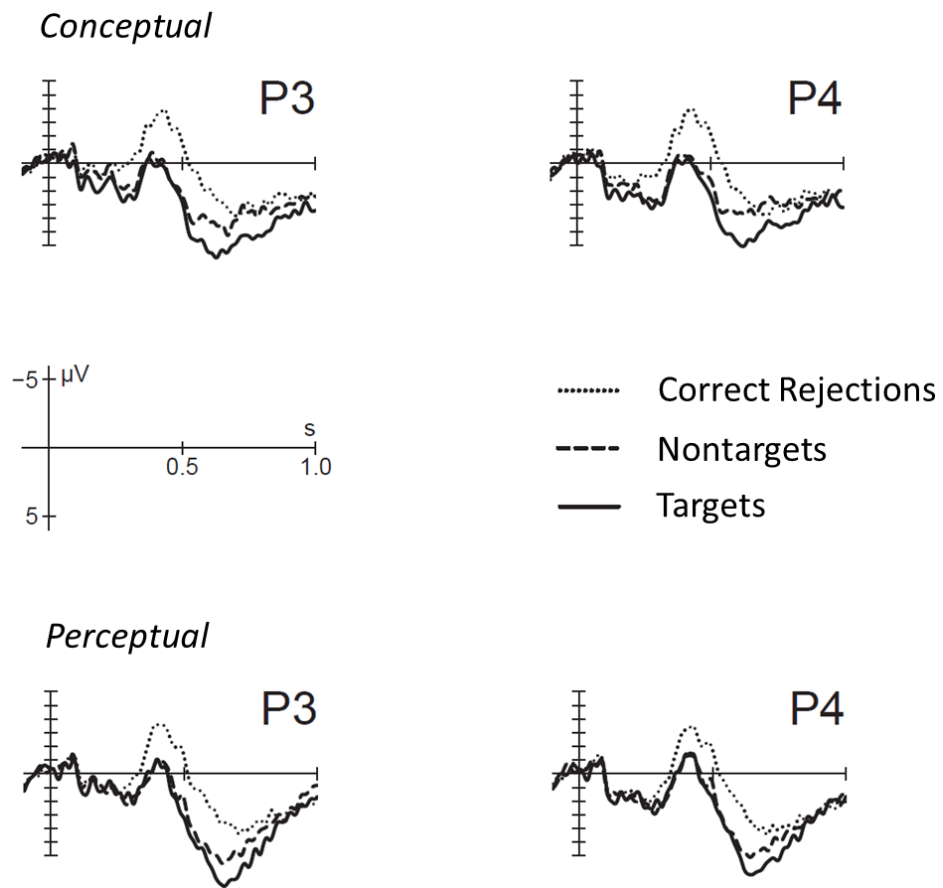 Conceptual
P3
P4
−5 µV
s
0.5 1.0
5
Correct Rejections
Nontargets
Targets
Perceptual
P3
P4